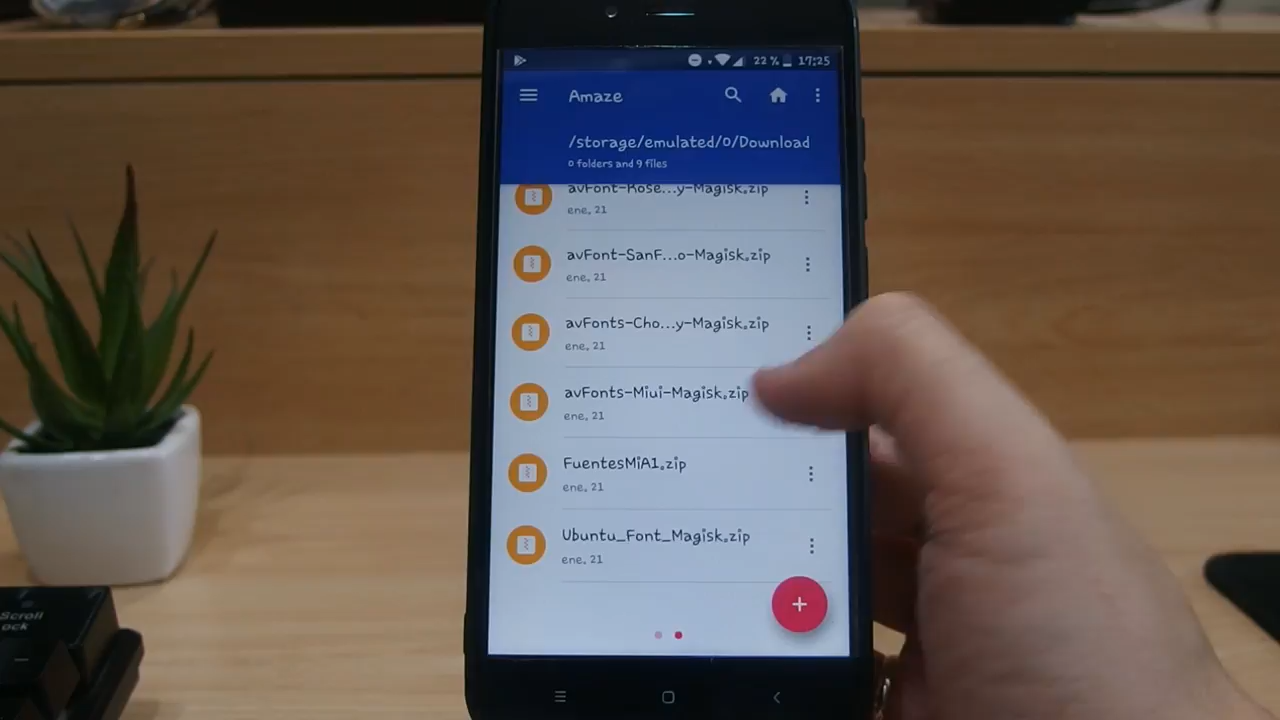 22 % 17:25
Amaze
/storage/emulated/0/Download
0 folders and 9 files
avFont-Rose...y-Magisk.zip
ene. 21
avFont-SanF...o-Magisk.zip
ene. 21
avFonts-Cho...y-Magisk.zip
ene. 21
avFonts-Miui-Magisk.zip
ene. 21
FuentesMiA1.zip
ene. 21
Ubuntu_Font_Magisk.zip
ene. 21
Scroll
ock